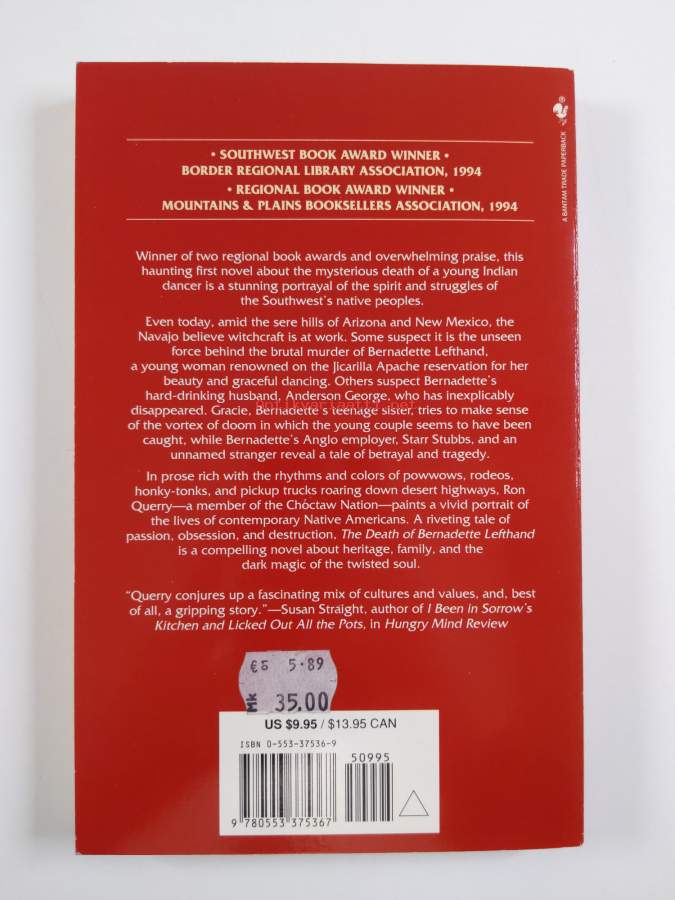 • SOUTHWEST BOOK AWARD WINNER •
BORDER REGIONAL LIBRARY ASSOCIATION, 1994
• REGIONAL BOOK AWARD WINNER •
MOUNTAINS & PLAINS BOOKSELLERS ASSOCIATION, 1994
A BANTAM TRADE PAPERBACK
Winner of two regional book awards and overwhelming praise, this
haunting first novel about the mysterious death of a young Indian
dancer is a stunning portrayal of the spirit and struggles of
the Southwest's native peoples.
Even today, amid the sere hills of Arizona and New Mexico, the
Navajo believe witchcraft is at work. Some suspect it is the unseen
force behind the brutal murder of Bernadette Lefthand,
a young woman renowned on the Jicarilla Apache reservation for her
beauty and graceful dancing. Others suspect Bernadette's
hard-drinking husband, Anderson George, who has inexplicably
disappeared. Gracie, Bernadette's teenage sister, tries to make sense
of the vortex of doom in which the young couple seems to have been
caught, while Bernadette's Anglo employer, Starr Stubbs, and an
unnamed stranger reveal a tale of betrayal and tragedy.
In prose rich with the rhythms and colors of powwows, rodeos,
honky-tonks, and pickup trucks roaring down desert highways, Ron
Querry—a member of the Choctaw Nation—paints a vivid portrait of
the lives of contemporary Native Americans. A riveting tale of
passion, obsession, and destruction, The Death of Bernadette Lefthand
is a compelling novel about heritage, family, and the
dark magic of the twisted soul.
"Querry conjures up a fascinating mix of cultures and values, and, best
of all, a gripping story."—Susan Straight, author of I Been in Sorrow's
Kitchen and Licked Out All the Pots, in Hungry Mind Review
5.89
Mk 35.00
US $9.95 / $13.95 CAN
ISBN 0-553-37536-9
50995
9 780553 375367